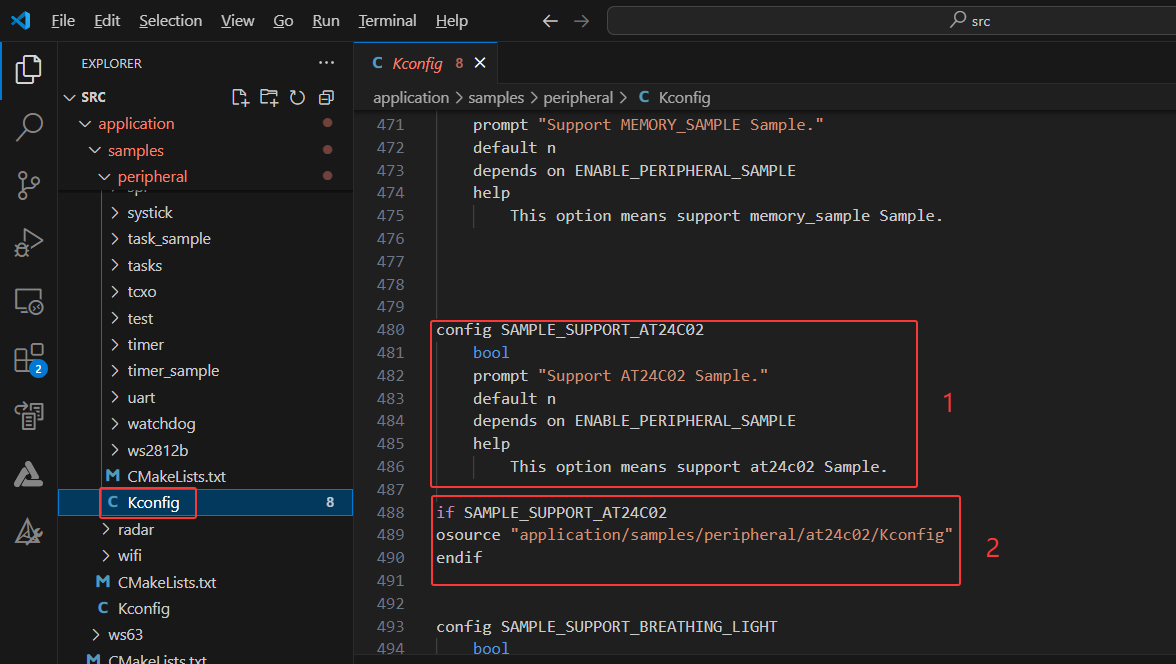 File Edit Selection View Go Run Terminal Help src
EXPLORER
SRC
application
samples
peripheral
systick
task_sample
tasks
tcxo
test
timer
timer_sample
uart
watchdog
ws2812b
CMakeLists.txt
Kconfig 8
radar
wifi
CMakeLists.txt
Kconfig
ws63
CMakeLists.txt
2
Kconfig 8
application > samples > peripheral > C Kconfig
471 prompt "Support MEMORY_SAMPLE Sample."
472 default n
473 depends on ENABLE_PERIPHERAL_SAMPLE
474 help
475 This option means support memory_sample Sample.
476
477
478
479
480 config SAMPLE_SUPPORT_AT24C02
481 bool
482 prompt "Support AT24C02 Sample."
483 default n
484 depends on ENABLE_PERIPHERAL_SAMPLE
485 help
486 This option means support at24c02 Sample.
487
488 if SAMPLE_SUPPORT_AT24C02
489 osource "application/samples/peripheral/at24c02/Kconfig"
490 endif
491
492
493 config SAMPLE_SUPPORT_BREATHING_LIGHT
494 bool
1
2